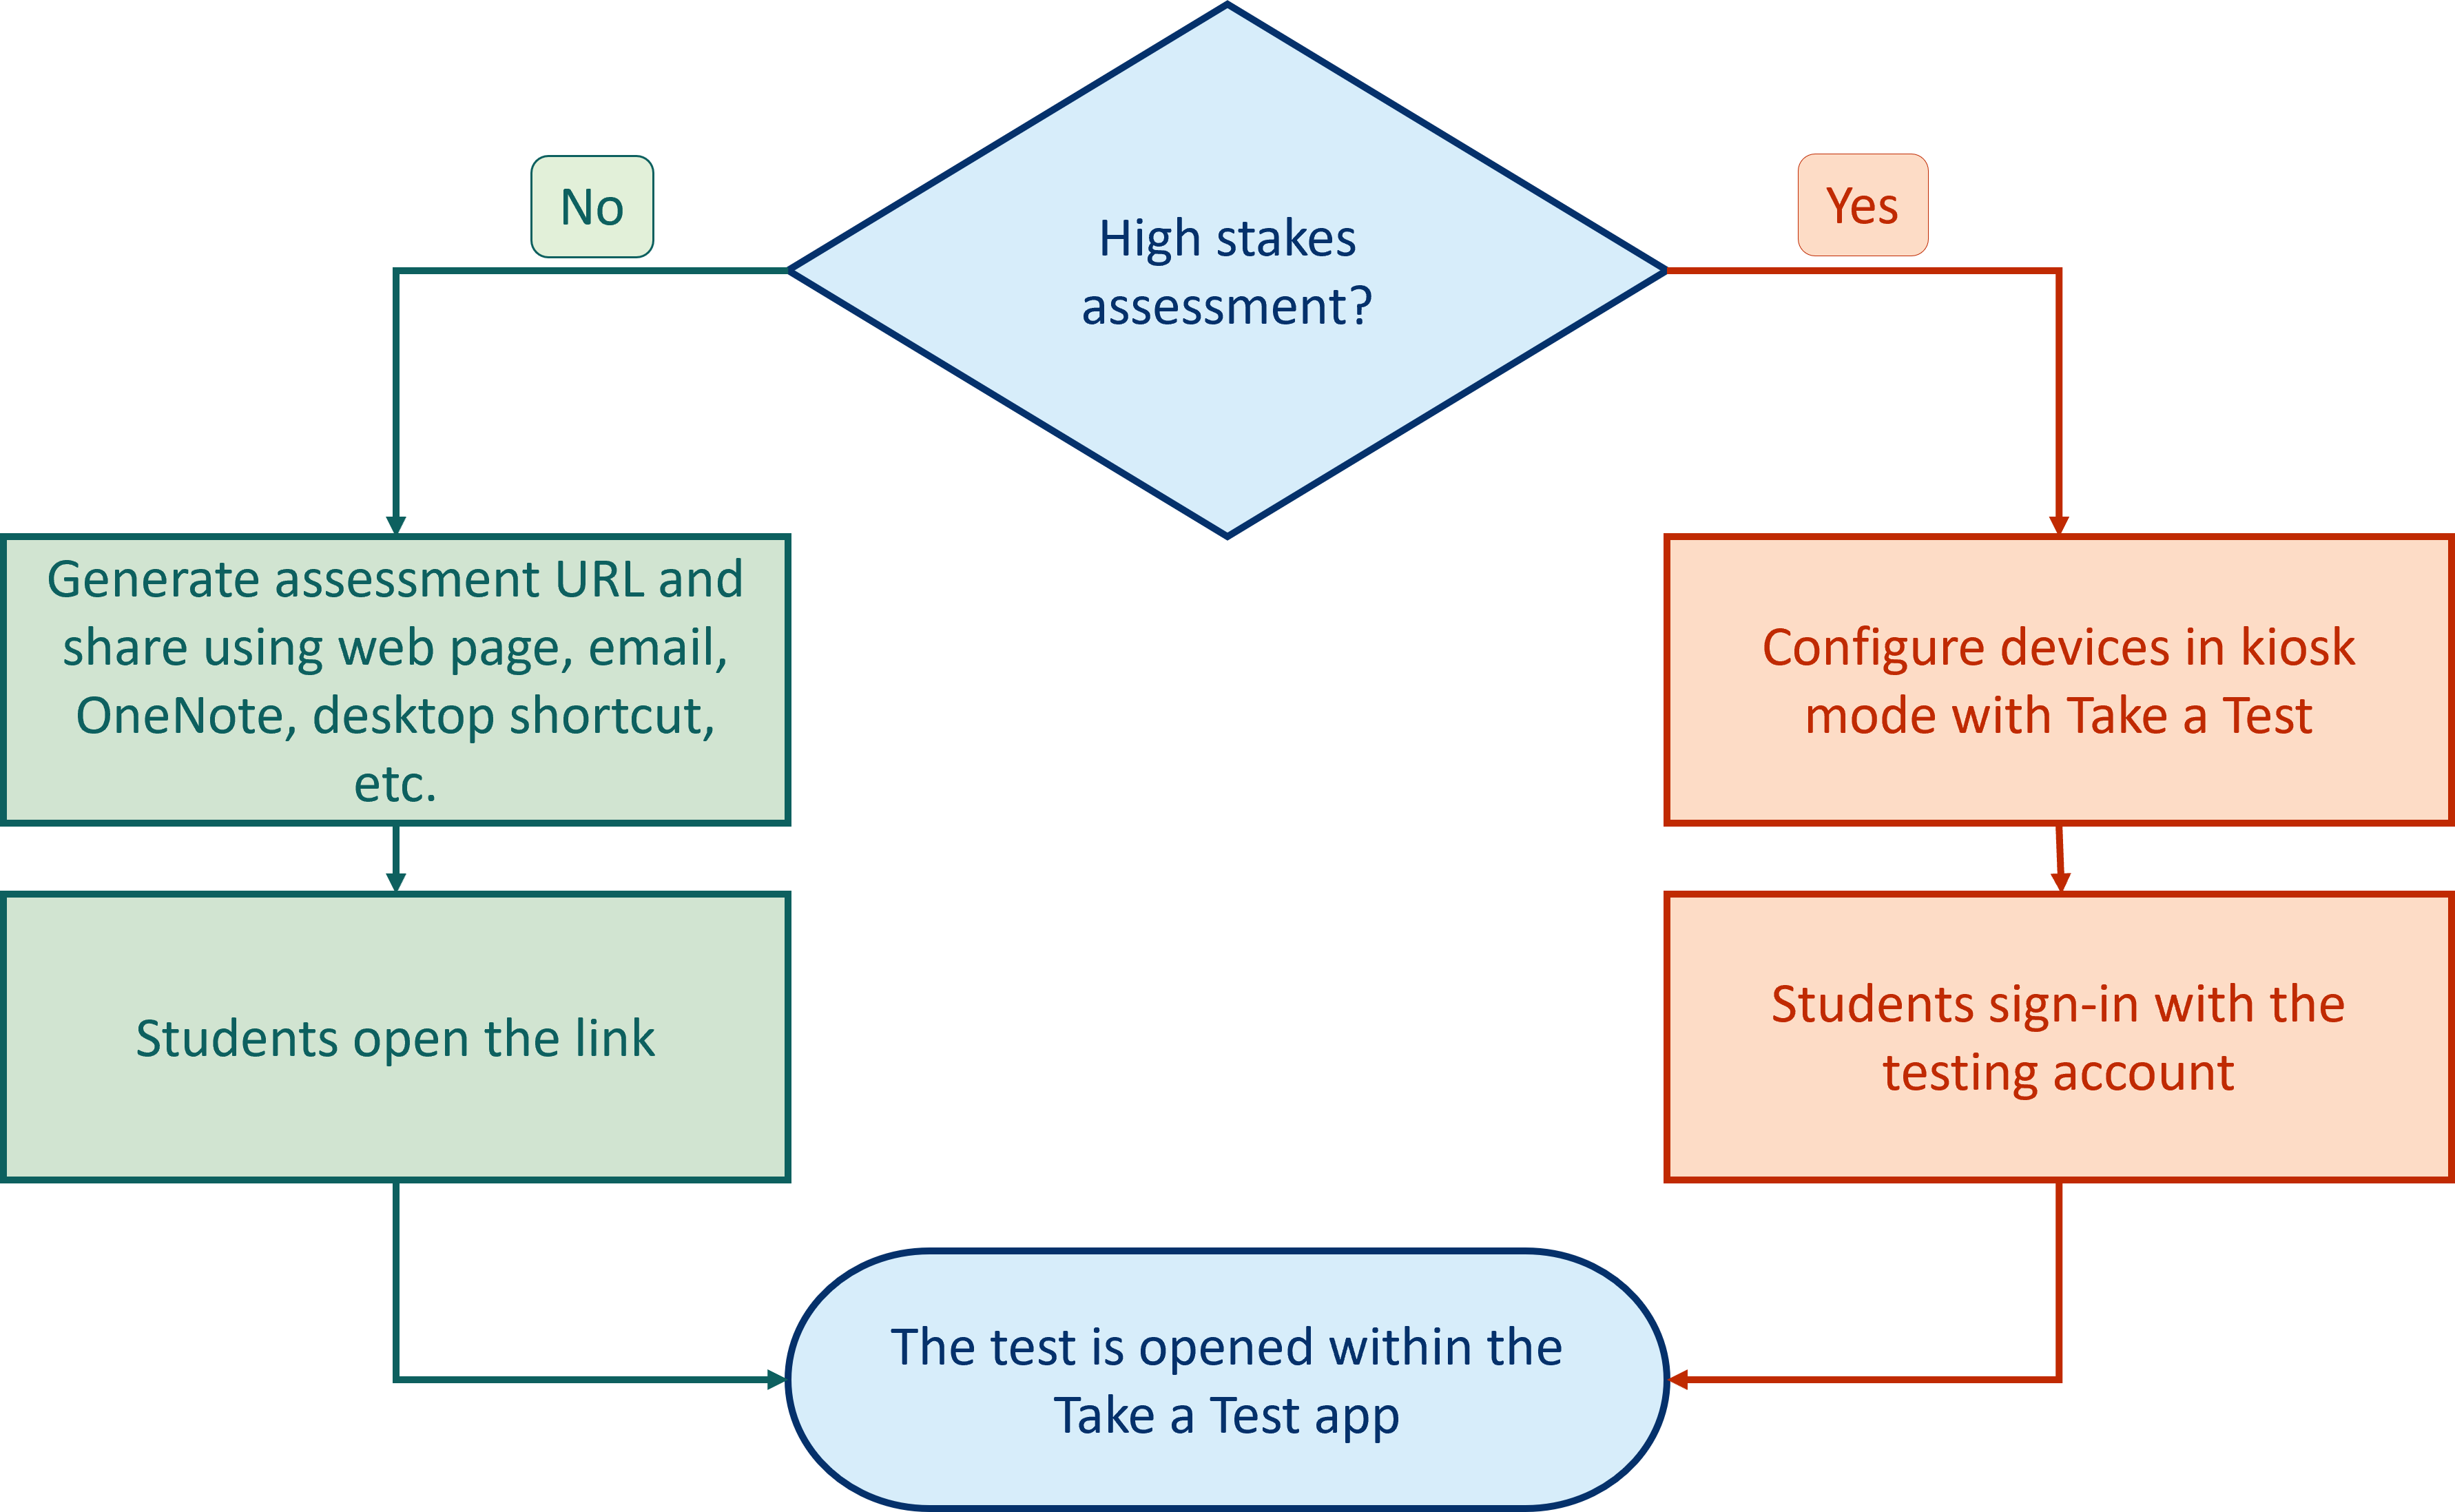 High stakes
assessment?
No
Yes
Generate assessment URL and
share using web page, email,
OneNote, desktop shortcut,
etc.
Configure devices in kiosk
mode with Take a Test
Students open the link
Students sign-in with the
testing account
The test is opened within the
Take a Test app